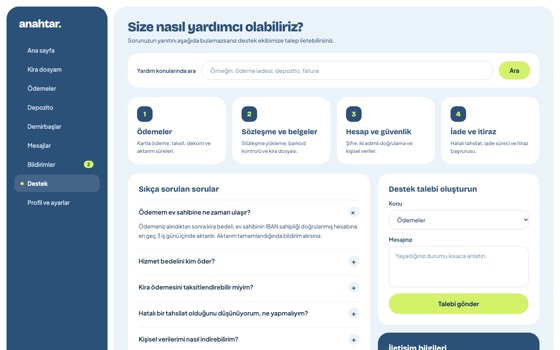 anahtar.
Ana sayfa
Kira dosyam
Ödemeler
Depozito
Demirbaşlar
Mesajlar
Bildirimler 2
Destek
Profil ve ayarlar
Size nasıl yardımcı olabiliriz?
Sorunuzun yanıtını aşağıda bulamazsanız destek ekibimize talep iletebilirsiniz.
Yardım konularında ara
Örneğin: ödeme iadesi, depozito, fatura
Ara
1
Ödemeler
Kartla ödeme, taksit, dekont ve
aktarım süreleri.
2
Sözleşme ve belgeler
Sözleşme yükleme, barkod
kontrolü ve kira dosyası.
3
Hesap ve güvenlik
Şifre, iki adımlı doğrulama ve
kişisel veriler.
4
İade ve itiraz
Hatalı tahsilat, iade süreci ve itiraz
başvurusu.
Sıkça sorulan sorular
Ödemem ev sahibine ne zaman ulaşır?
Ödemeniz alındıktan sonra kira bedeli, ev sahibinin IBAN sahipliği doğrulanmış hesabına
en geç 3 iş günü içinde aktarılır. Aktarım tamamlandığında bildirim alırsınız.
Hizmet bedelini kim öder?
Kira ödemesini taksitlendirebilir miyim?
Hatalı bir tahsilat olduğunu düşünüyorum, ne yapmalıyım?
Kişisel verilerimi nasıl indirebilirim?
Destek talebi oluşturun
Konu
Ödemeler
Mesajınız
Yaşadığınız durumu kısaca anlatın.
Talebi gönder
İletişim bilgileri